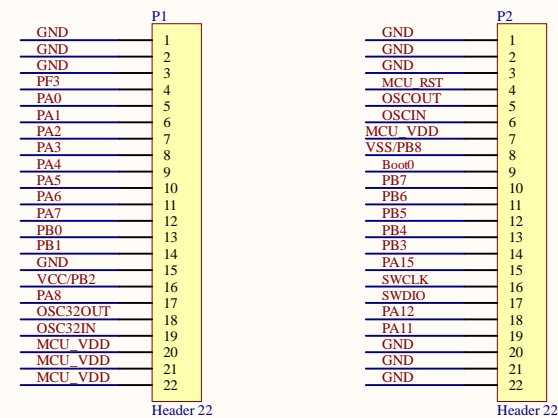 P1
GND 1
GND 2
GND 3
PF3 4
PA0 5
PA1 6
PA2 7
PA3 8
PA4 9
PA5 10
PA6 11
PA7 12
PB0 13
PB1 14
GND 15
VCC/PB2 16
PA8 17
OSC32OUT 18
OSC32IN 19
MCU_VDD 20
MCU_VDD 21
MCU_VDD 22
Header 22
P2
GND 1
GND 2
GND 3
MCU_RST 4
OSCOUT 5
OSCIN 6
MCU_VDD 7
VSS/PB8 8
Boot0 9
PB7 10
PB6 11
PB5 12
PB4 13
PB3 14
PA15 15
SWCLK 16
SWDIO 17
PA12 18
PA11 19
GND 20
GND 21
GND 22
Header 22